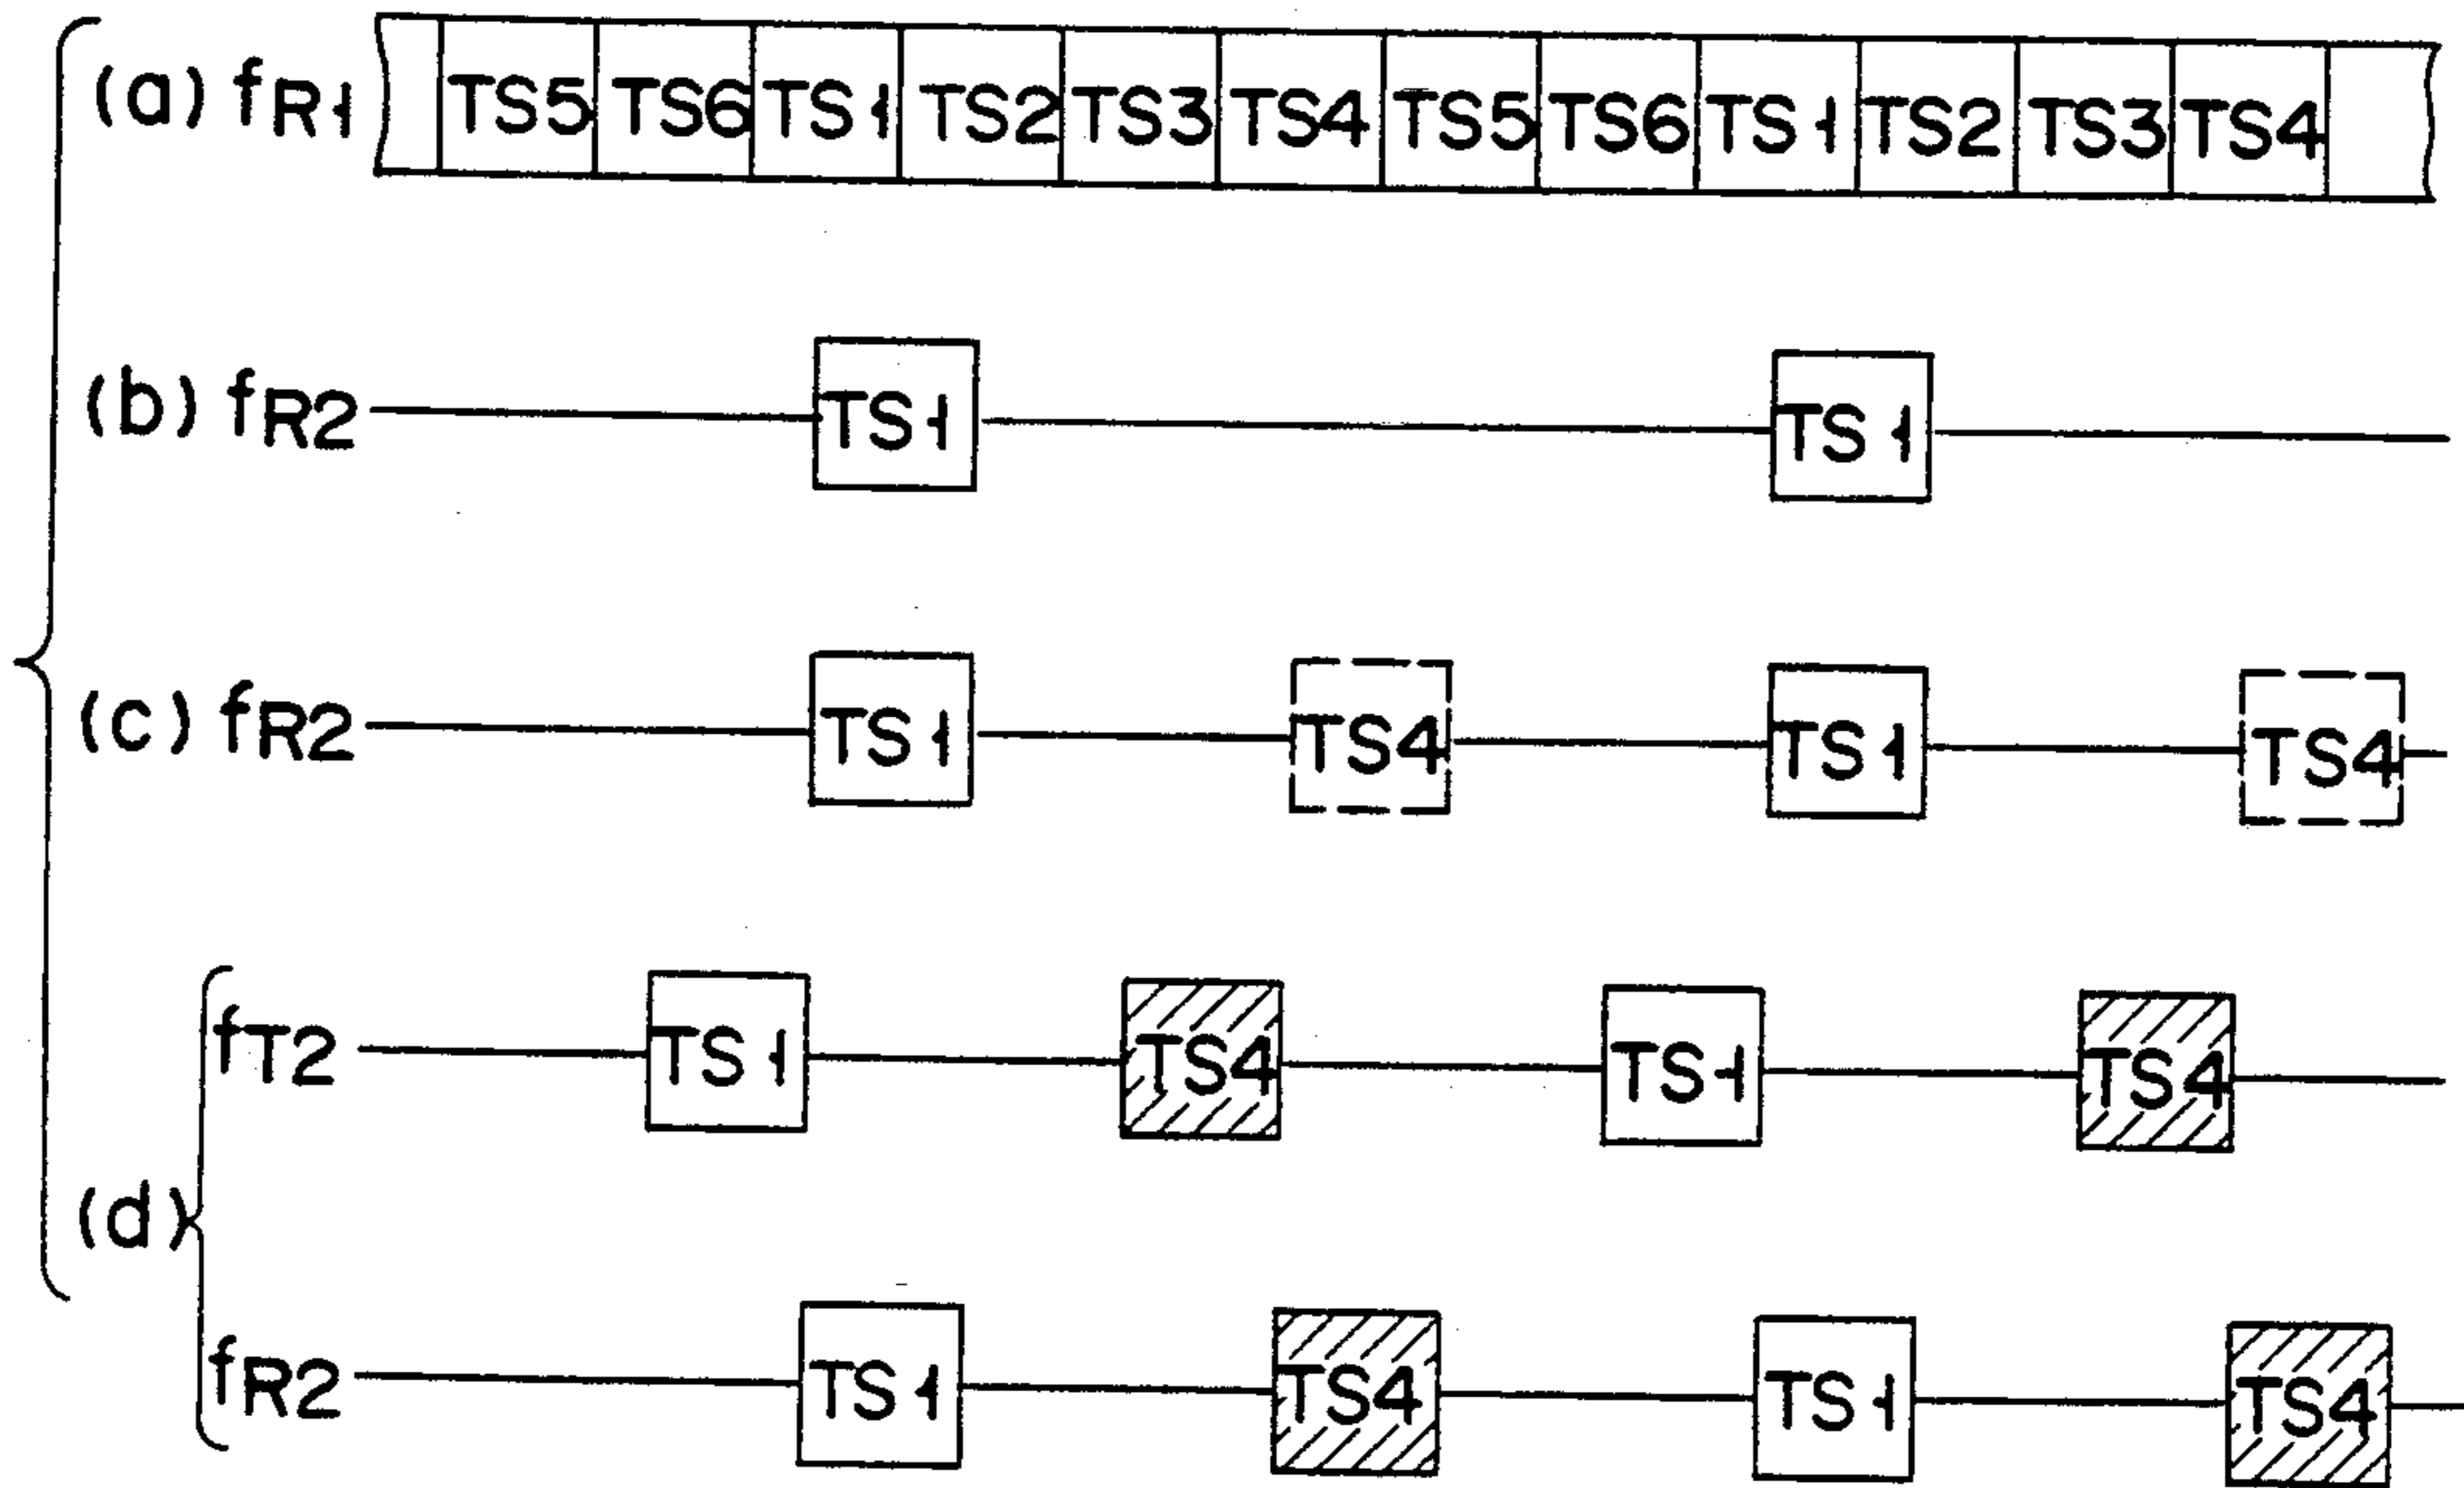 (a) fR1 TS5 TS6 TS1 TS2 TS3 TS4 TS5 TS6 TS1 TS2 TS3 TS4
(b) fR2 TS1 TS1
(c) fR2 TS1 TS4 TS1 TS4
fT2 TS1 TS4 TS1 TS4
(d)
fR2 TS1 TS4 TS1 TS4